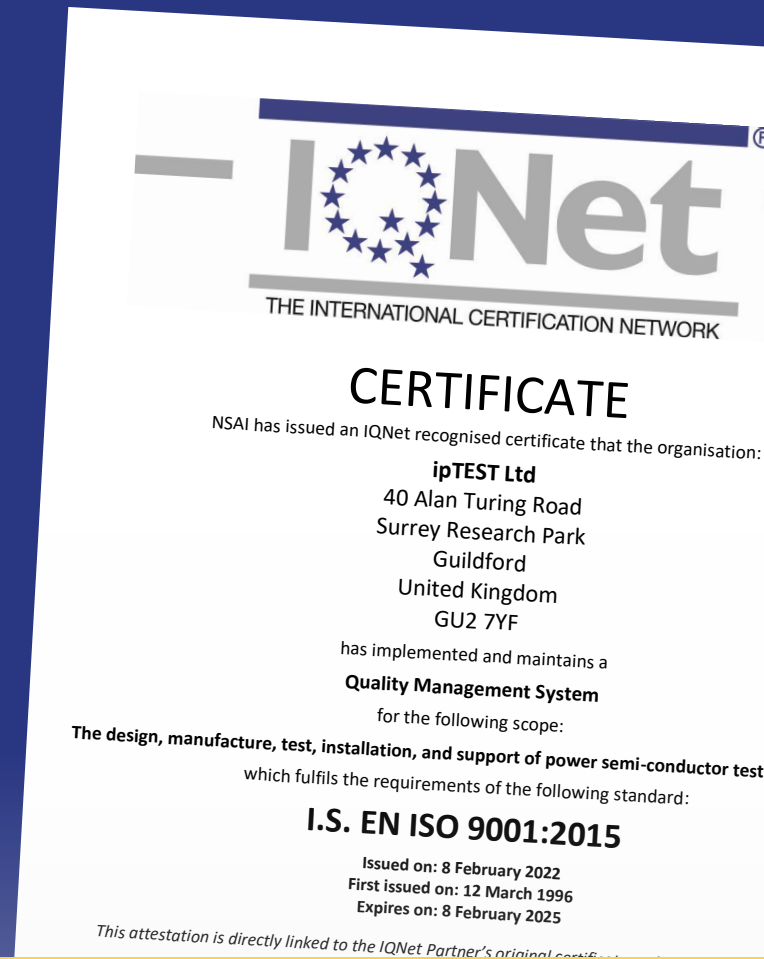 ®
IQNet
THE INTERNATIONAL CERTIFICATION NETWORK
CERTIFICATE
NSAI has issued an IQNet recognised certificate that the organisation:
ipTEST Ltd
40 Alan Turing Road
Surrey Research Park
Guildford
United Kingdom
GU2 7YF
has implemented and maintains a
Quality Management System
for the following scope:
The design, manufacture, test, installation, and support of power semi-conductor test
which fulfils the requirements of the following standard:
I.S. EN ISO 9001:2015
Issued on: 8 February 2022
First issued on: 12 March 1996
Expires on: 8 February 2025
This attestation is directly linked to the IQNet Partner's original